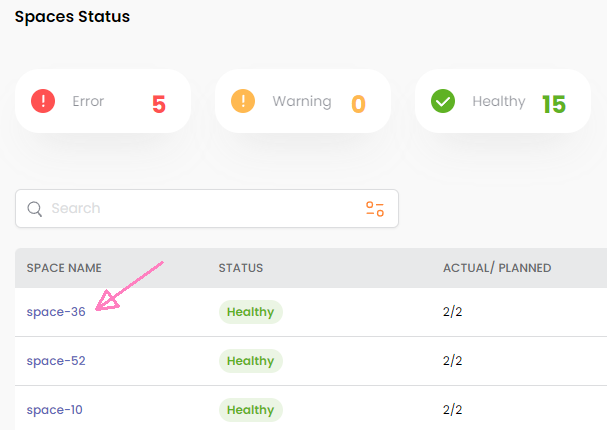 Spaces Status
Error 5 Warning 0 Healthy 15
Search
SPACE NAME STATUS ACTUAL/ PLANNED
space-36 Healthy 2/2
space-52 Healthy 2/2
space-10 Healthy 2/2